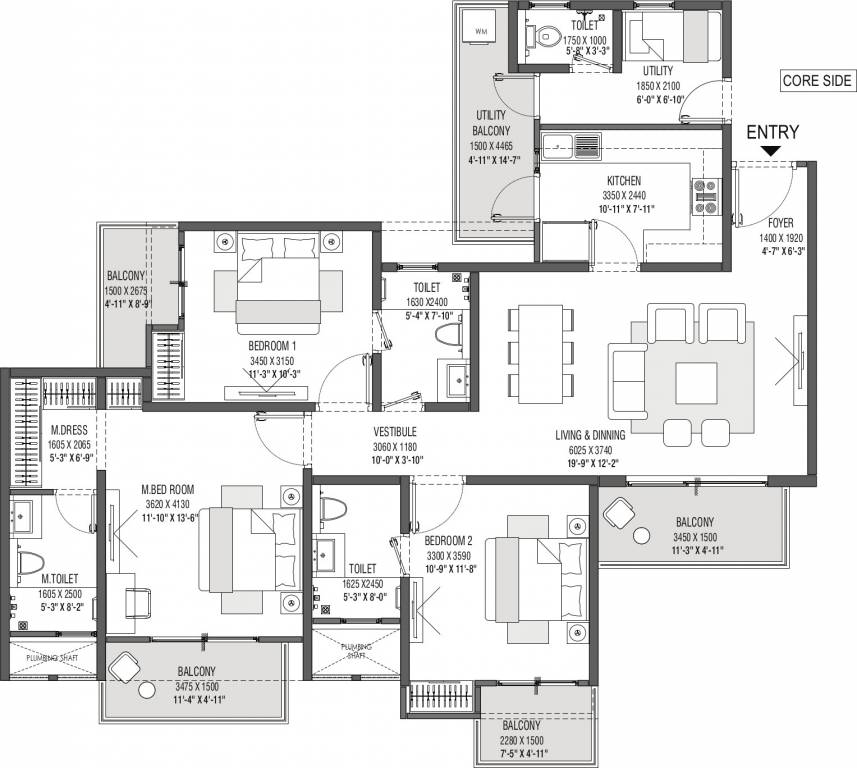 TOILET
1750 X 1000
5'-8" X 3'-3"
WM
UTILITY
1850 X 2100
6'-0" X 6'-10"
CORE SIDE
UTILITY
BALCONY
1500 X 4465
4'-11" X 14'-7"
ENTRY
KITCHEN
3350 X 2440
10'-11" X 7'-11"
FOYER
1400 X 1920
4'-7" X 6'-3"
BALCONY
1500 X 2675
4'-11" X 8'-9"
TOILET
1630 X2400
5'-4" X 7'-10"
BEDROOM 1
3450 X 3150
11'-3" X 10'-3"
M.DRESS
1605 X 2065
5'-3" X 6'-9"
VESTIBULE
3060 X 1180
10'-0" X 3'-10"
LIVING & DINNING
6025 X 3740
19'-9" X 12'-2"
M.BED ROOM
3620 X 4130
11'-10" X 13'-6"
BALCONY
3450 X 1500
11'-3" X 4'-11"
BEDROOM 2
3300 X 3590
10'-9" X 11'-8"
M.TOILET
1605 X 2500
5'-3" X 8'-2"
TOILET
1625 X2450
5'-3" X 8'-0"
PLUMBING SHAFT
PLUMBING
SHAFT
BALCONY
3475 X 1500
11'-4" X 4'-11"
BALCONY
2280 X 1500
7'-5" X 4'-11"